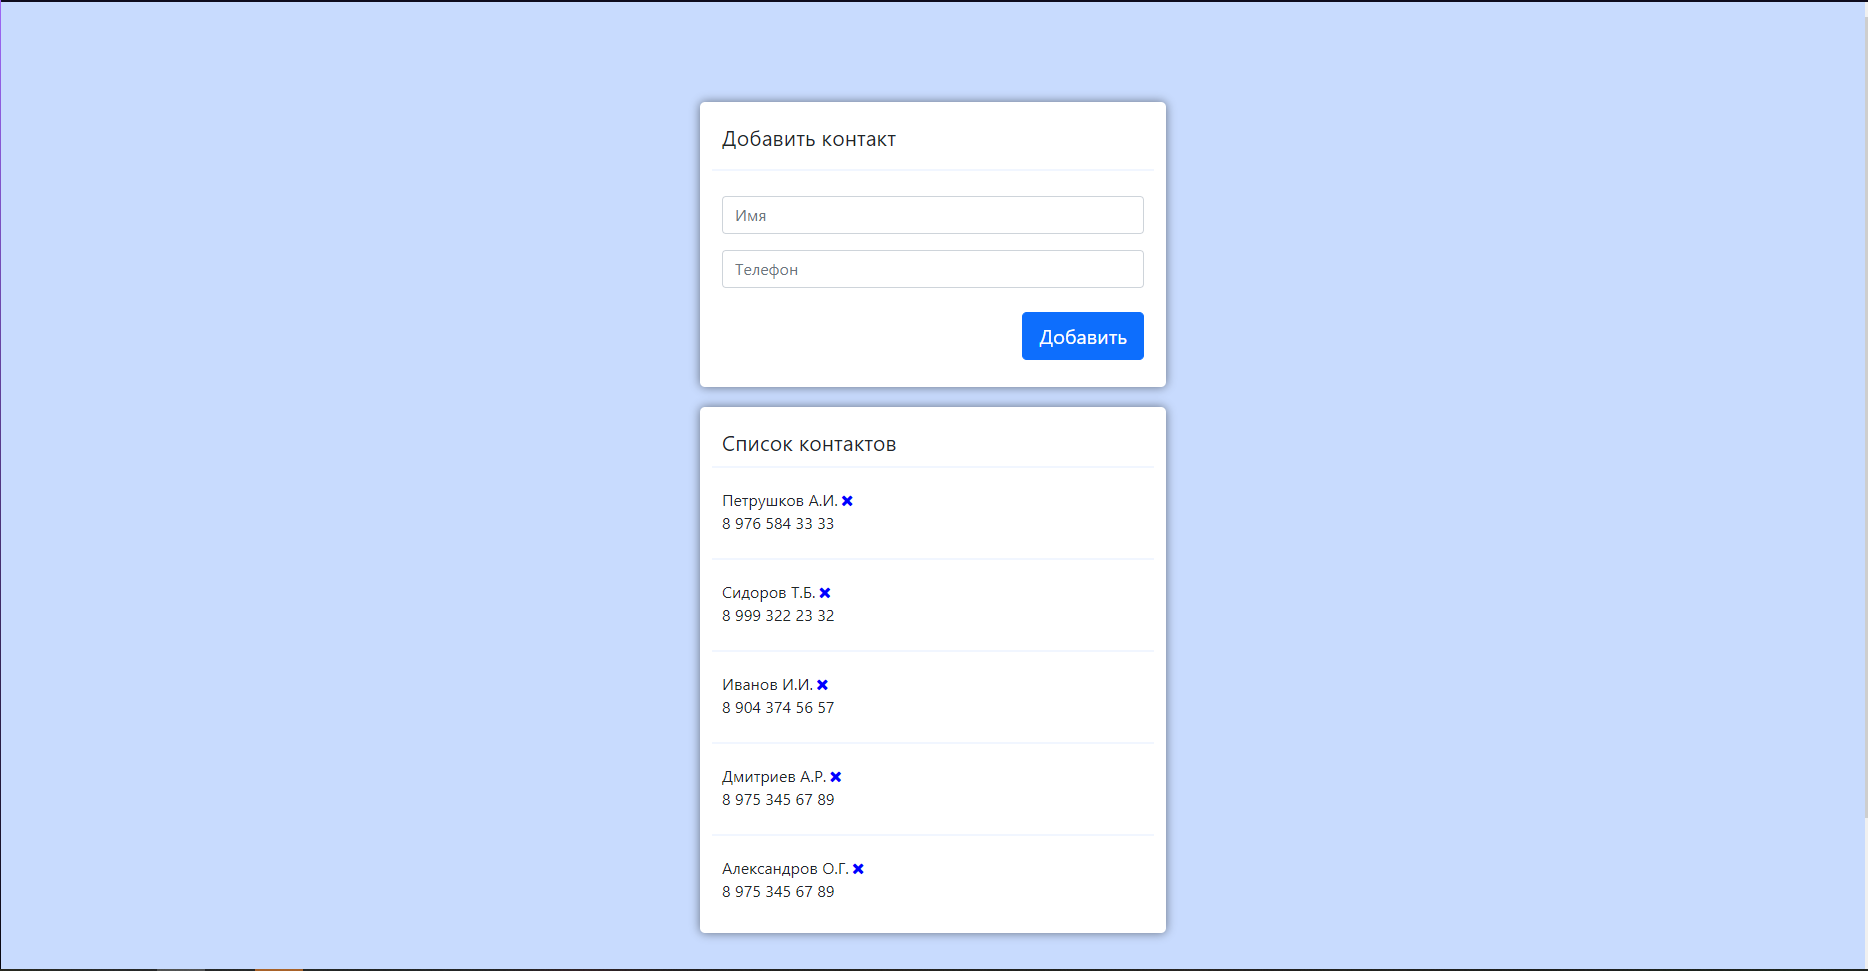 Добавить контакт
Имя
Телефон
Добавить
Список контактов
Петрушков А.И.
8 976 584 33 33
Сидоров Т.Б.
8 999 322 23 32
Иванов И.И.
8 904 374 56 57
Дмитриев А.Р.
8 975 345 67 89
Александров О.Г.
8 975 345 67 89